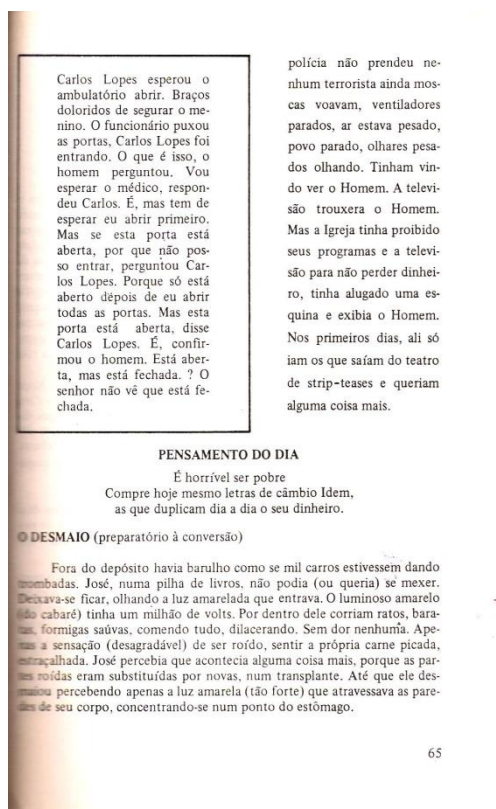 Carlos Lopes esperou o
ambulatório abrir. Braços
doloridos de segurar o me-
nino. O funcionário puxou
as portas, Carlos Lopes foi
entrando. O que é isso, o
homem perguntou. Vou
esperar o médico, respon-
deu Carlos. É, mas tem de
esperar eu abrir primeiro.
Mas se esta porta está
aberta, por que não pos-
so entrar, perguntou Car-
los Lopes. Porque só está
aberto depois de eu abrir
todas as portas. Mas esta
porta está aberta, disse
Carlos Lopes. É, confir-
mou o homem. Está aber-
ta, mas está fechada. ? O
senhor não vê que está fe-
chada.
polícia não prendeu ne-
nhum terrorista ainda mos-
cas voavam, ventiladores
parados, ar estava pesado,
povo parado, olhares pesa-
dos olhando. Tinham vin-
do ver o Homem. A televi-
são trouxera o Homem.
Mas a Igreja tinha proibido
seus programas e a televi-
são para não perder dinhei-
ro, tinha alugado uma es-
quina e exibia o Homem.
Nos primeiros dias, ali só
iam os que saíam do teatro
de strip-teases e queriam
alguma coisa mais.
PENSAMENTO DO DIA
É horrível ser pobre
Compre hoje mesmo letras de câmbio Idem,
as que duplicam dia a dia o seu dinheiro.
O DESMAIO (preparatório à conversão)
Fora do depósito havia barulho como se mil carros estivessem dando
trombadas. José, numa pilha de livros, não podia (ou queria) se mexer.
Deixava-se ficar, olhando a luz amarelada que entrava. O luminoso amarelo
(do cabaré) tinha um milhão de volts. Por dentro dele corriam ratos, bara-
tas, formigas saúvas, comendo tudo, dilacerando. Sem dor nenhuma. Ape-
nas a sensação (desagradável) de ser roído, sentir a própria carne picada,
estraçalhada. José percebia que acontecia alguma coisa mais, porque as par-
tes roídas eram substituídas por novas, num transplante. Até que ele des-
maiou percebendo apenas a luz amarela (tão forte) que atravessava as pare-
des de seu corpo, concentrando-se num ponto do estômago.
65